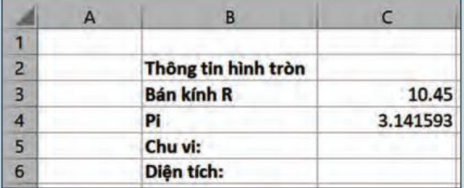 A B C
1
2 Thông tin hình tròn
3 Bán kính R 10.45
4 Pi 3.141593
5 Chu vi:
6 Diện tích: